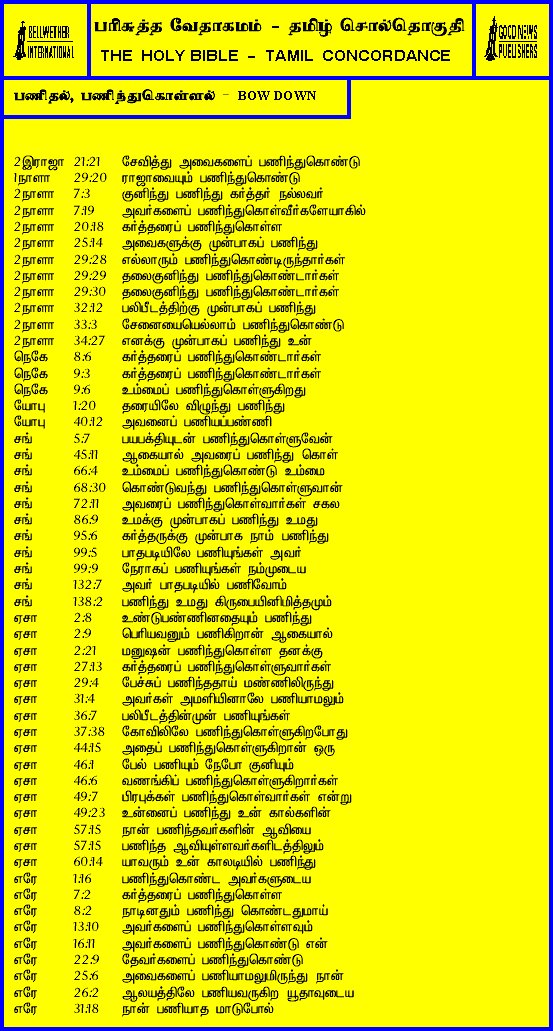 BELLWETHER
INTERNATIONAL
பரிசுத்த வேதாகமம் - தமிழ் சொல்தொகுதி
THE HOLY BIBLE - TAMIL CONCORDANCE
GOOD NEWS
PUBLISHERS
பணிதல், பணிந்துகொள்ளல் - BOW DOWN
2இராஜா 21:21 சேவித்து அவைகளைப் பணிந்துகொண்டு
1நாளா 29:20 ராஜாவையும் பணிந்துகொண்டு
2நாளா 7:3 குனிந்து பணிந்து கர்த்தர் நல்லவர்
2நாளா 7:19 அவர்களைப் பணிந்துகொள்வீர்களேயாகில்
2நாளா 20:18 கர்த்தரைப் பணிந்துகொள்ள
2நாளா 25:14 அவைகளுக்கு முன்பாகப் பணிந்து
2நாளா 29:28 எல்லாரும் பணிந்துகொண்டிருந்தார்கள்
2நாளா 29:29 தலைகுனிந்து பணிந்துகொண்டார்கள்
2நாளா 29:30 தலைகுனிந்து பணிந்துகொண்டார்கள்
2நாளா 32:12 பலிபீடத்திற்கு முன்பாகப் பணிந்து
2நாளா 33:3 சேனையையெல்லாம் பணிந்துகொண்டு
2நாளா 34:27 எனக்கு முன்பாகப் பணிந்து உன்
நெகே 8:6 கர்த்தரைப் பணிந்துகொண்டார்கள்
நெகே 9:3 கர்த்தரைப் பணிந்துகொண்டார்கள்
நெகே 9:6 உம்மைப் பணிந்துகொள்ளுகிறது
யோபு 1:20 தரையிலே விழுந்து பணிந்து
யோபு 40:12 அவனைப் பணியப்பண்ணி
சங் 5:7 பயபக்தியுடன் பணிந்துகொள்ளுவேன்
சங் 45:11 ஆகையால் அவரைப் பணிந்து கொள்
சங் 66:4 உம்மைப் பணிந்துகொண்டு உம்மை
சங் 68:30 கொண்டுவந்து பணிந்துகொள்ளுவான்
சங் 72:11 அவரைப் பணிந்துகொள்வார்கள் சகல
சங் 86:9 உமக்கு முன்பாகப் பணிந்து உமது
சங் 95:6 கர்த்தருக்கு முன்பாக நாம் பணிந்து
சங் 99:5 பாதபடியிலே பணியுங்கள் அவர்
சங் 99:9 நேராகப் பணியுங்கள் நம்முடைய
சங் 132:7 அவர் பாதபடியில் பணிவோம்
சங் 138:2 பணிந்து உமது கிருபையினிமித்தமும்
ஏசா 2:8 உண்டுபண்ணினதையும் பணிந்து
ஏசா 2:9 பெரியவனும் பணிகிறான் ஆகையால்
ஏசா 2:21 மனுஷன் பணிந்துகொள்ள தனக்கு
ஏசா 27:13 கர்த்தரைப் பணிந்துகொள்ளுவார்கள்
ஏசா 29:4 பேச்சுப் பணிந்ததாய் மண்ணிலிருந்து
ஏசா 31:4 அவர்கள் அமளியினாலே பணியாமலும்
ஏசா 36:7 பலிபீடத்தின்முன் பணியுங்கள்
ஏசா 37:38 கோவிலிலே பணிந்துகொள்ளுகிறபோது
ஏசா 44:15 அதைப் பணிந்துகொள்ளுகிறான் ஒரு
ஏசா 46:1 பேல் பணியும் நேபோ குனியும்
ஏசா 46:6 வணங்கிப் பணிந்துகொள்ளுகிறார்கள்
ஏசா 49:7 பிரபுக்கள் பணிந்துகொள்வார்கள் என்று
ஏசா 49:23 உன்னைப் பணிந்து உன் கால்களின்
ஏசா 57:15 நான் பணிந்தவர்களின் ஆவியை
ஏசா 57:15 பணிந்த ஆவியுள்ளவர்களிடத்திலும்
ஏசா 60:14 யாவரும் உன் காலடியில் பணிந்து
எரே 1:16 பணிந்துகொண்ட அவர்களுடைய
எரே 7:2 கர்த்தரைப் பணிந்துகொள்ள
எரே 8:2 நாடினதும் பணிந்து கொண்டதுமாய்
எரே 13:10 அவர்களைப் பணிந்துகொள்ளவும்
எரே 16:11 அவர்களைப் பணிந்துகொண்டு என்
எரே 22:9 தேவர்களைப் பணிந்துகொண்டு
எரே 25:6 அவைகளைப் பணியாமலுமிருந்து நான்
எரே 26:2 ஆலயத்திலே பணியவருகிற யூதாவுடைய
எரே 31:18 நான் பணியாத மாடுபோல்